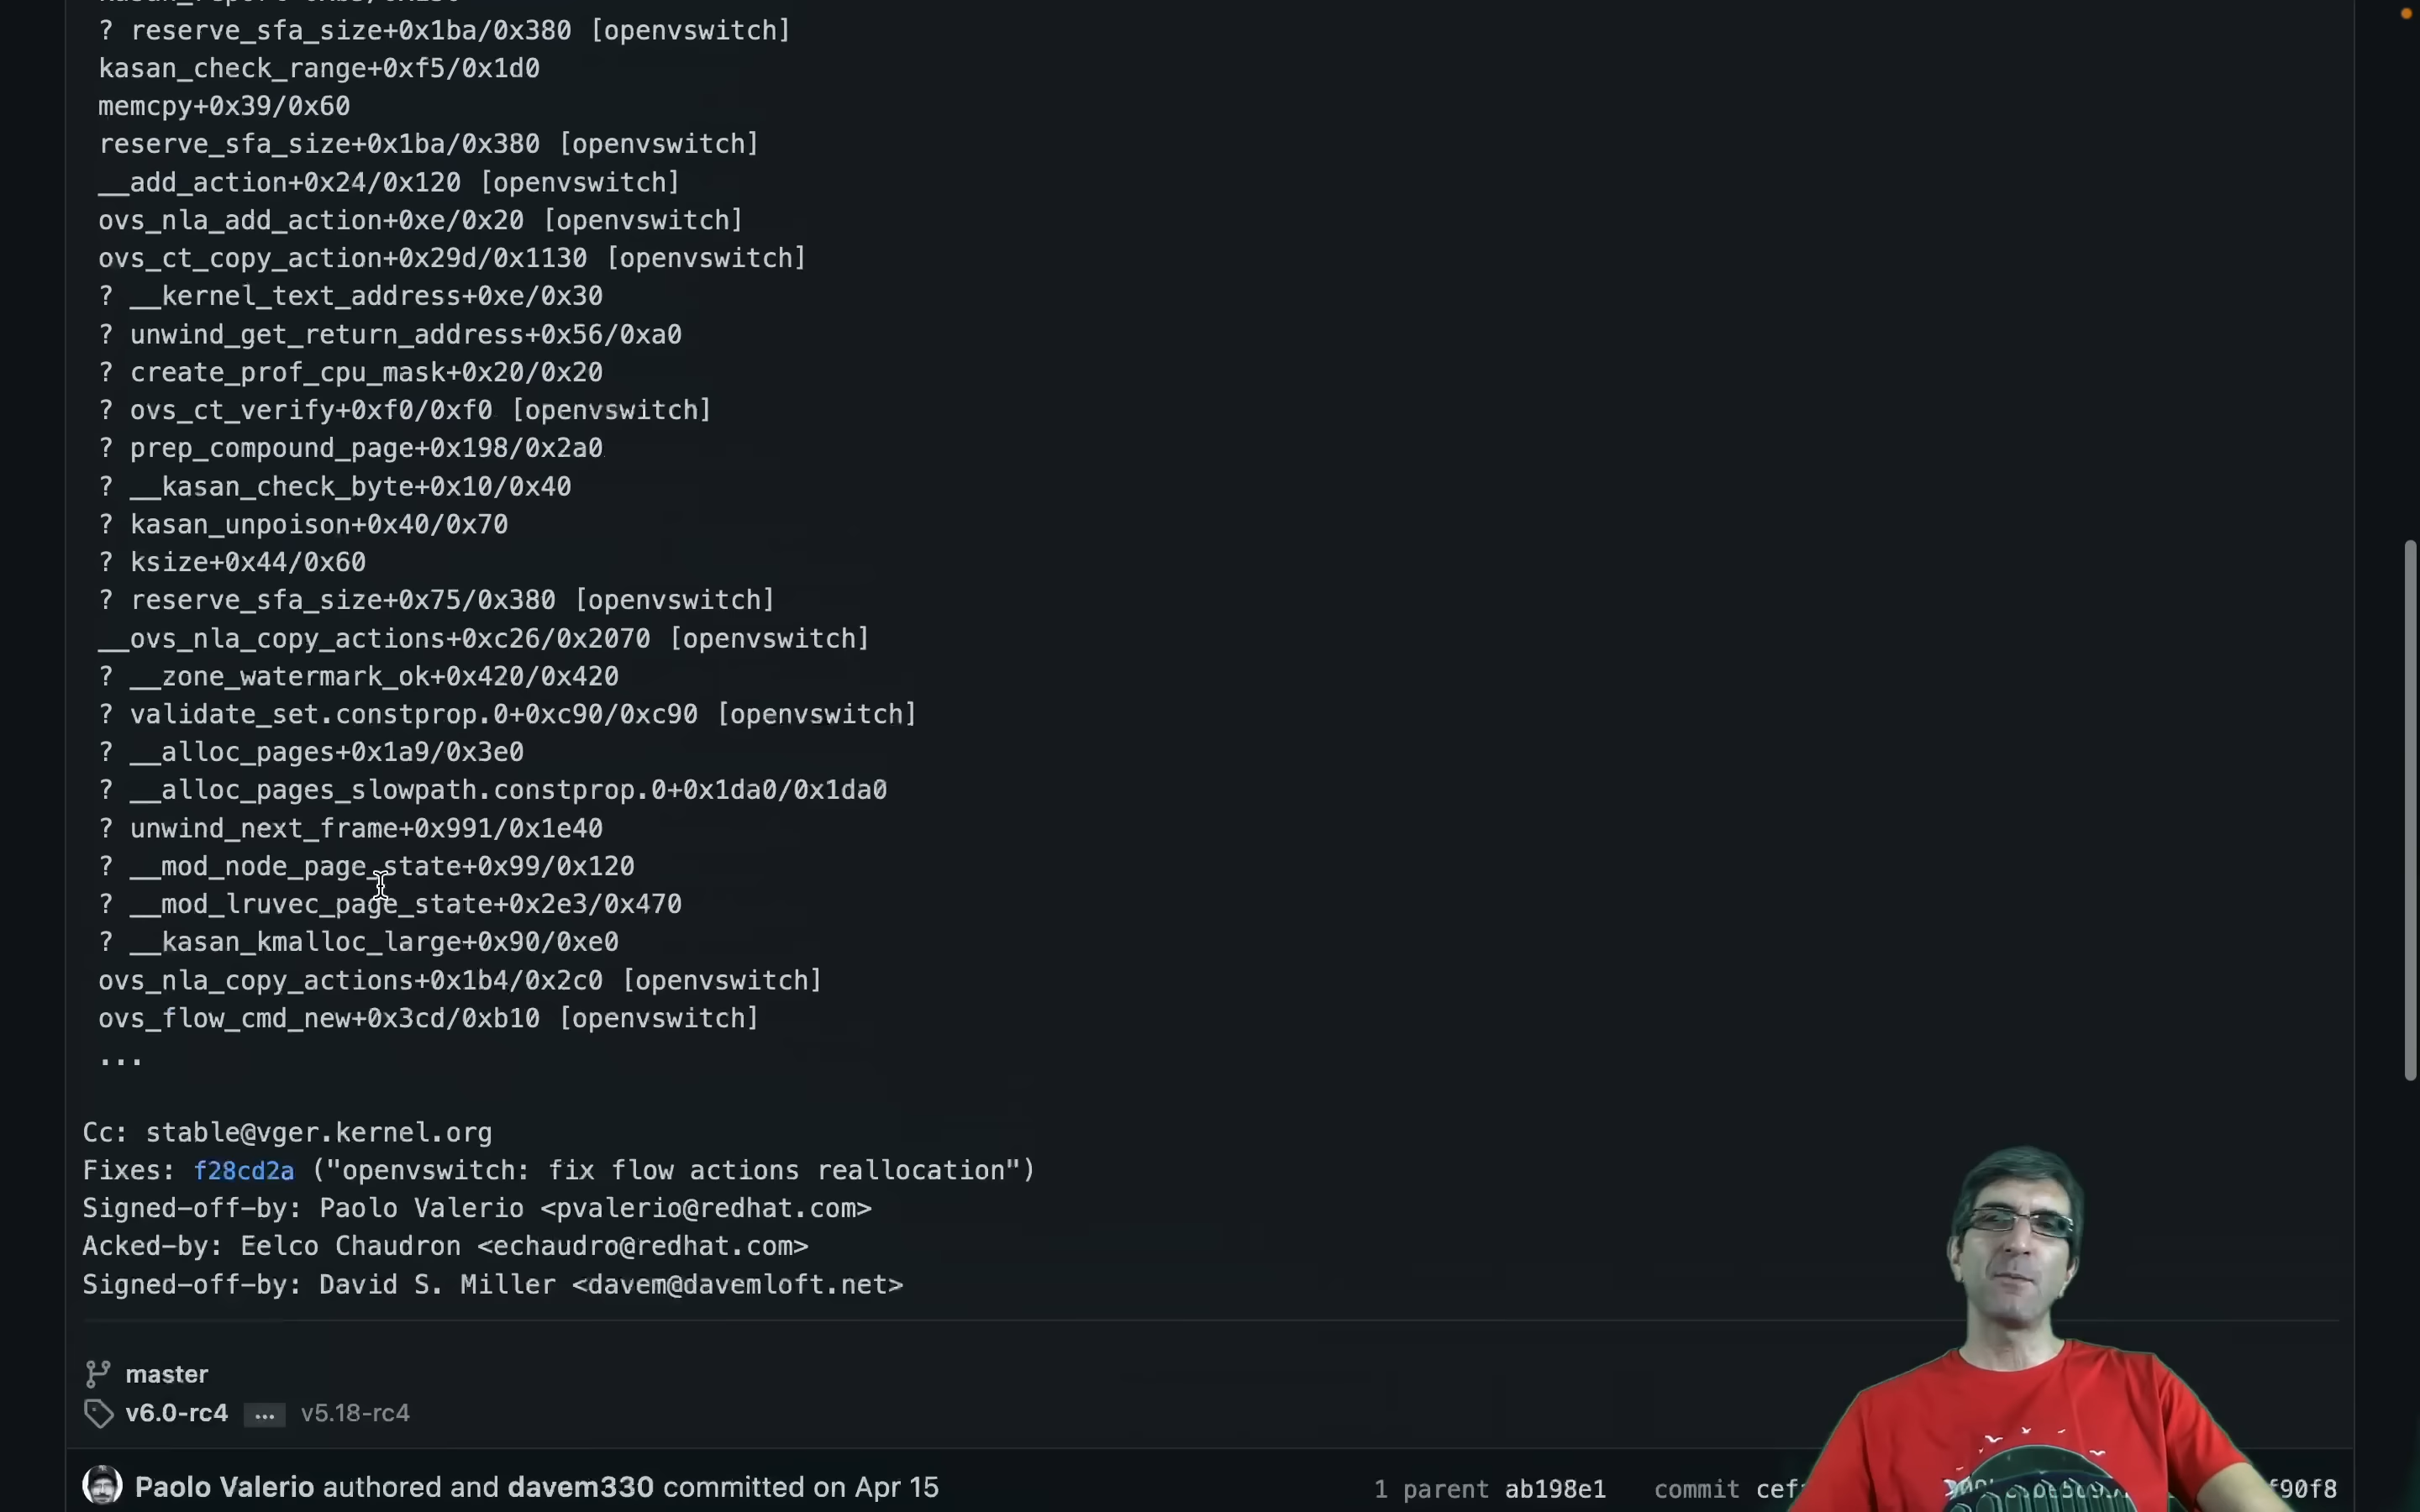 ? reserve_sfa_size+0x1ba/0x380 [openvswitch]
kasan_check_range+0xf5/0x1d0
memcpy+0x39/0x60
reserve_sfa_size+0x1ba/0x380 [openvswitch]
__add_action+0x24/0x120 [openvswitch]
ovs_nla_add_action+0xe/0x20 [openvswitch]
ovs_ct_copy_action+0x29d/0x1130 [openvswitch]
? __kernel_text_address+0xe/0x30
? unwind_get_return_address+0x56/0xa0
? create_prof_cpu_mask+0x20/0x20
? ovs_ct_verify+0xf0/0xf0 [openvswitch]
? prep_compound_page+0x198/0x2a0
? __kasan_check_byte+0x10/0x40
? kasan_unpoison+0x40/0x70
? ksize+0x44/0x60
? reserve_sfa_size+0x75/0x380 [openvswitch]
__ovs_nla_copy_actions+0xc26/0x2070 [openvswitch]
? __zone_watermark_ok+0x420/0x420
? validate_set.constprop.0+0xc90/0xc90 [openvswitch]
? __alloc_pages+0x1a9/0x3e0
? __alloc_pages_slowpath.constprop.0+0x1da0/0x1da0
? unwind_next_frame+0x991/0x1e40
? __mod_node_page_state+0x99/0x120
? __mod_lruvec_page_state+0x2e3/0x470
? __kasan_kmalloc_large+0x90/0xe0
ovs_nla_copy_actions+0x1b4/0x2c0 [openvswitch]
ovs_flow_cmd_new+0x3cd/0xb10 [openvswitch]
...
Cc: stable@vger.kernel.org
Fixes: f28cd2a ("openvswitch: fix flow actions reallocation")
Signed-off-by: Paolo Valerio <pvalerio@redhat.com>
Acked-by: Eelco Chaudron <echaudro@redhat.com>
Signed-off-by: David S. Miller <davem@davemloft.net>
master
v6.0-rc4 ... v5.18-rc4
Paolo Valerio authored and davem330 committed on Apr 15 1 parent ab198e1 commit